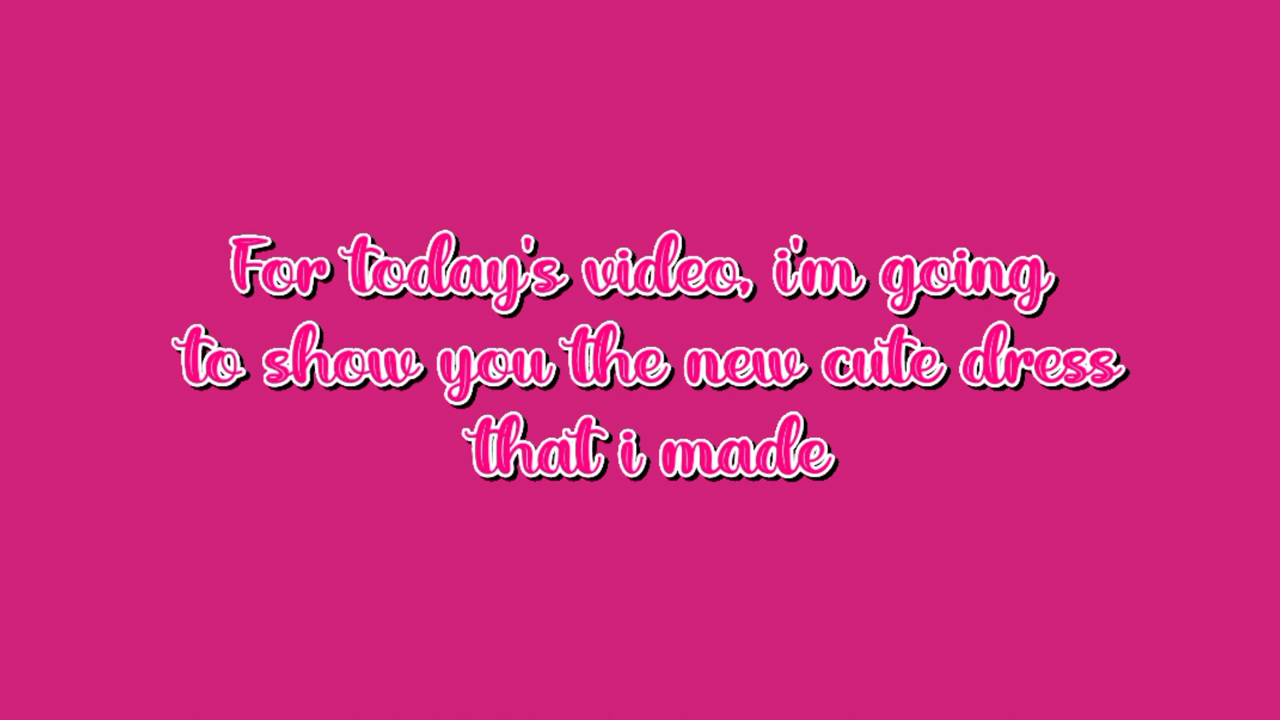 For today's video, i'm going
to show you the new cute dress
that i made